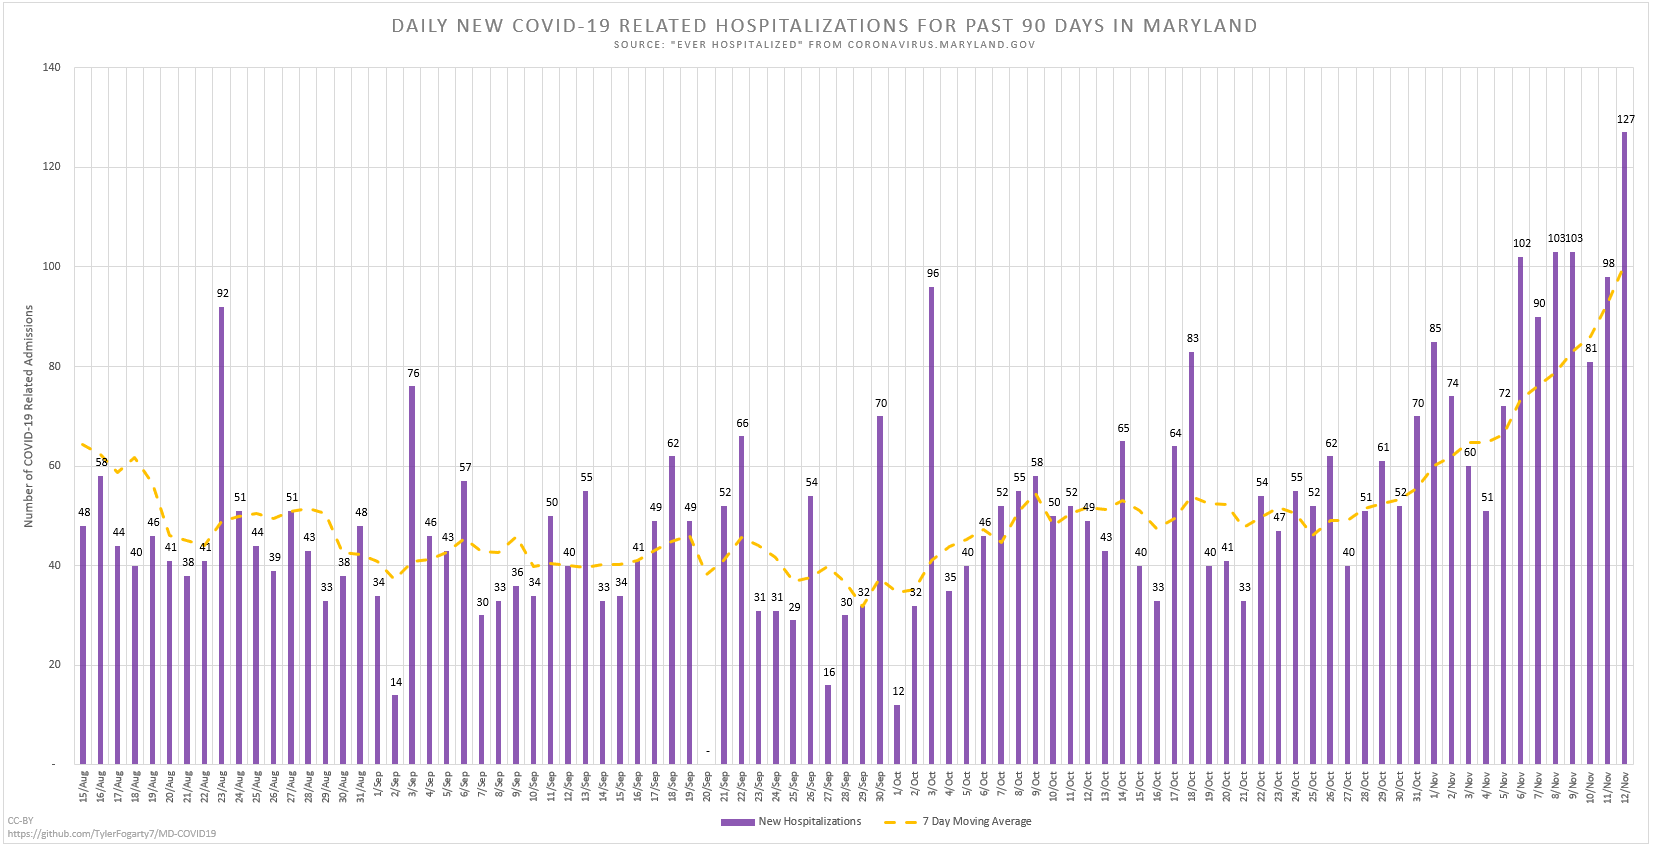 DAILY NEW COVID-19 RELATED HOSPITALIZATIONS FOR PAST 90 DAYS IN MARYLAND
SOURCE: "EVER HOSPITALIZED" FROM CORONAVIRUS.MARYLAND.GOV
Number of COVID-19 Related Admissions
140
120
100
80
60
40
20
-
48 58 44 40 46 41 38 41 92 51 44 39 51 43 33 38 48 34 14 76 46 43 57 30 33 36 34 50 40 55 33 34 41 49 62 49 - 52 66 31 31 29 54 16 30 32 70 12 32 96 35 40 46 52 55 58 50 52 49 43 65 40 33 64 83 40 41 33 54 47 55 52 62 40 51 61 52 70 85 74 60 51 72 102 90 103 103 81 98 127
15/Aug 16/Aug 17/Aug 18/Aug 19/Aug 20/Aug 21/Aug 22/Aug 23/Aug 24/Aug 25/Aug 26/Aug 27/Aug 28/Aug 29/Aug 30/Aug 31/Aug 1/Sep 2/Sep 3/Sep 4/Sep 5/Sep 6/Sep 7/Sep 8/Sep 9/Sep 10/Sep 11/Sep 12/Sep 13/Sep 14/Sep 15/Sep 16/Sep 17/Sep 18/Sep 19/Sep 20/Sep 21/Sep 22/Sep 23/Sep 24/Sep 25/Sep 26/Sep 27/Sep 28/Sep 29/Sep 30/Sep 1/Oct 2/Oct 3/Oct 4/Oct 5/Oct 6/Oct 7/Oct 8/Oct 9/Oct 10/Oct 11/Oct 12/Oct 13/Oct 14/Oct 15/Oct 16/Oct 17/Oct 18/Oct 19/Oct 20/Oct 21/Oct 22/Oct 23/Oct 24/Oct 25/Oct 26/Oct 27/Oct 28/Oct 29/Oct 30/Oct 31/Oct 1/Nov 2/Nov 3/Nov 4/Nov 5/Nov 6/Nov 7/Nov 8/Nov 9/Nov 10/Nov 11/Nov 12/Nov
New Hospitalizations 7 Day Moving Average
CC-BY
https://github.com/TylerFogarty7/MD-COVID19